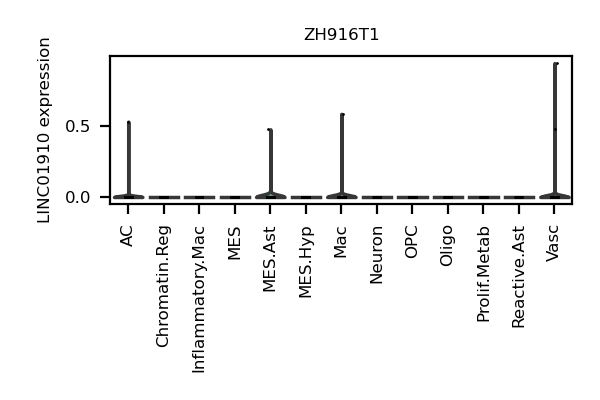 ZH916T1
LINC01910 expression
0.5
0.0
AC
Chromatin.Reg
Inflammatory.Mac
MES
MES.Ast
MES.Hyp
Mac
Neuron
OPC
Oligo
Prolif.Metab
Reactive.Ast
Vasc